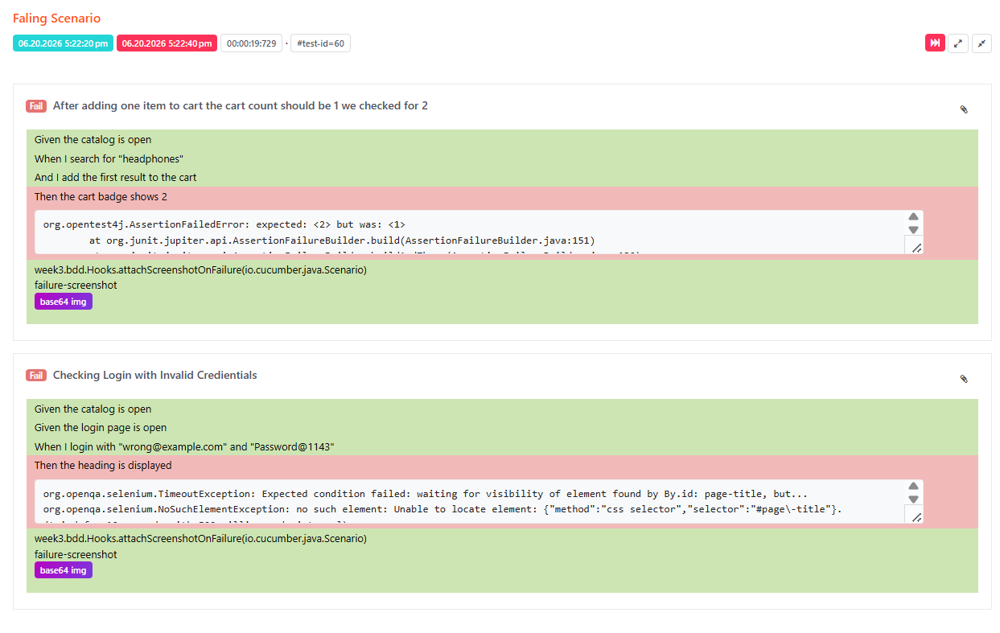 Faling Scenario
06.20.2026 5:22:20 pm 06.20.2026 5:22:40 pm 00:00:19:729 · #test-id=60
Fail After adding one item to cart the cart count should be 1 we checked for 2
Given the catalog is open
When I search for "headphones"
And I add the first result to the cart
Then the cart badge shows 2
org.opentest4j.AssertionFailedError: expected: <2> but was: <1>
at org.junit.jupiter.api.AssertionFailureBuilder.build(AssertionFailureBuilder.java:151)
week3.bdd.Hooks.attachScreenshotOnFailure(io.cucumber.java.Scenario)
failure-screenshot
base64 img
Fail Checking Login with Invalid Credientials
Given the catalog is open
Given the login page is open
When I login with "wrong@example.com" and "Password@1143"
Then the heading is displayed
org.openqa.selenium.TimeoutException: Expected condition failed: waiting for visibility of element found by By.id: page-title, but...
org.openqa.selenium.NoSuchElementException: no such element: Unable to locate element: {"method":"css selector","selector":"#page\-title"}.
week3.bdd.Hooks.attachScreenshotOnFailure(io.cucumber.java.Scenario)
failure-screenshot
base64 img